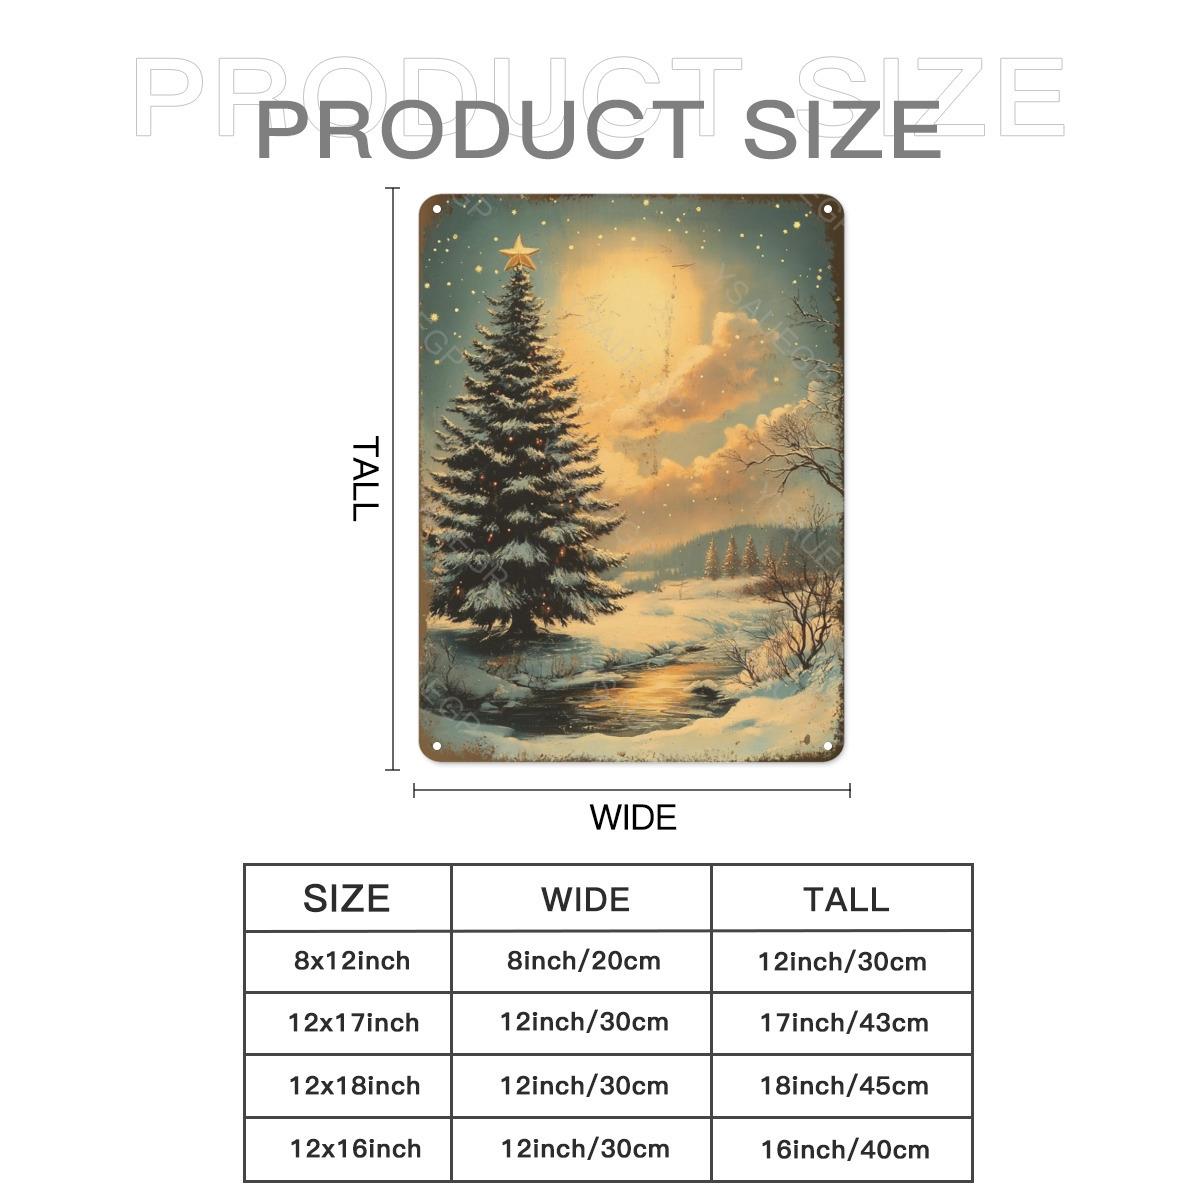 PRODUCT SIZE
PRODUCT SIZE
TALL
WIDE
SIZE WIDE TALL
8x12inch 8inch/20cm 12inch/30cm
12x17inch 12inch/30cm 17inch/43cm
12x18inch 12inch/30cm 18inch/45cm
12x16inch 12inch/30cm 16inch/40cm